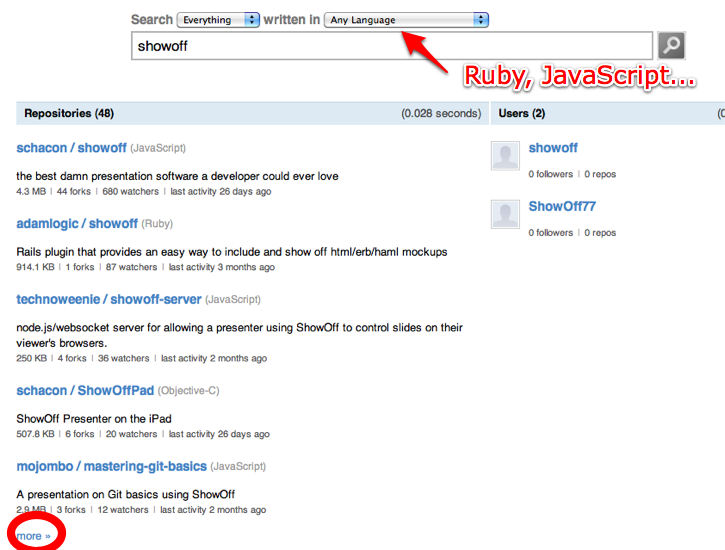 Search Everything written in Any Language
showoff
Ruby, JavaScript...
Repositories (48) (0.028 seconds)
schacon / showoff (JavaScript)
the best damn presentation software a developer could ever love
4.3 MB | 44 forks | 680 watchers | last activity 26 days ago
adamlogic / showoff (Ruby)
Rails plugin that provides an easy way to include and show off html/erb/haml mockups
914.1 KB | 1 forks | 87 watchers | last activity 3 months ago
technoweenie / showoff-server (JavaScript)
node.js/websocket server for allowing a presenter using ShowOff to control slides on their
viewer's browsers.
250 KB | 4 forks | 36 watchers | last activity 2 months ago
schacon / ShowOffPad (Objective-C)
ShowOff Presenter on the iPad
507.8 KB | 6 forks | 20 watchers | last activity 26 days ago
mojombo / mastering-git-basics (JavaScript)
A presentation on Git basics using ShowOff
2.9 MB | 3 forks | 12 watchers | last activity 2 months ago
more »
Users (2) (0
showoff
0 followers | 0 repos
ShowOff77
0 followers | 0 repos